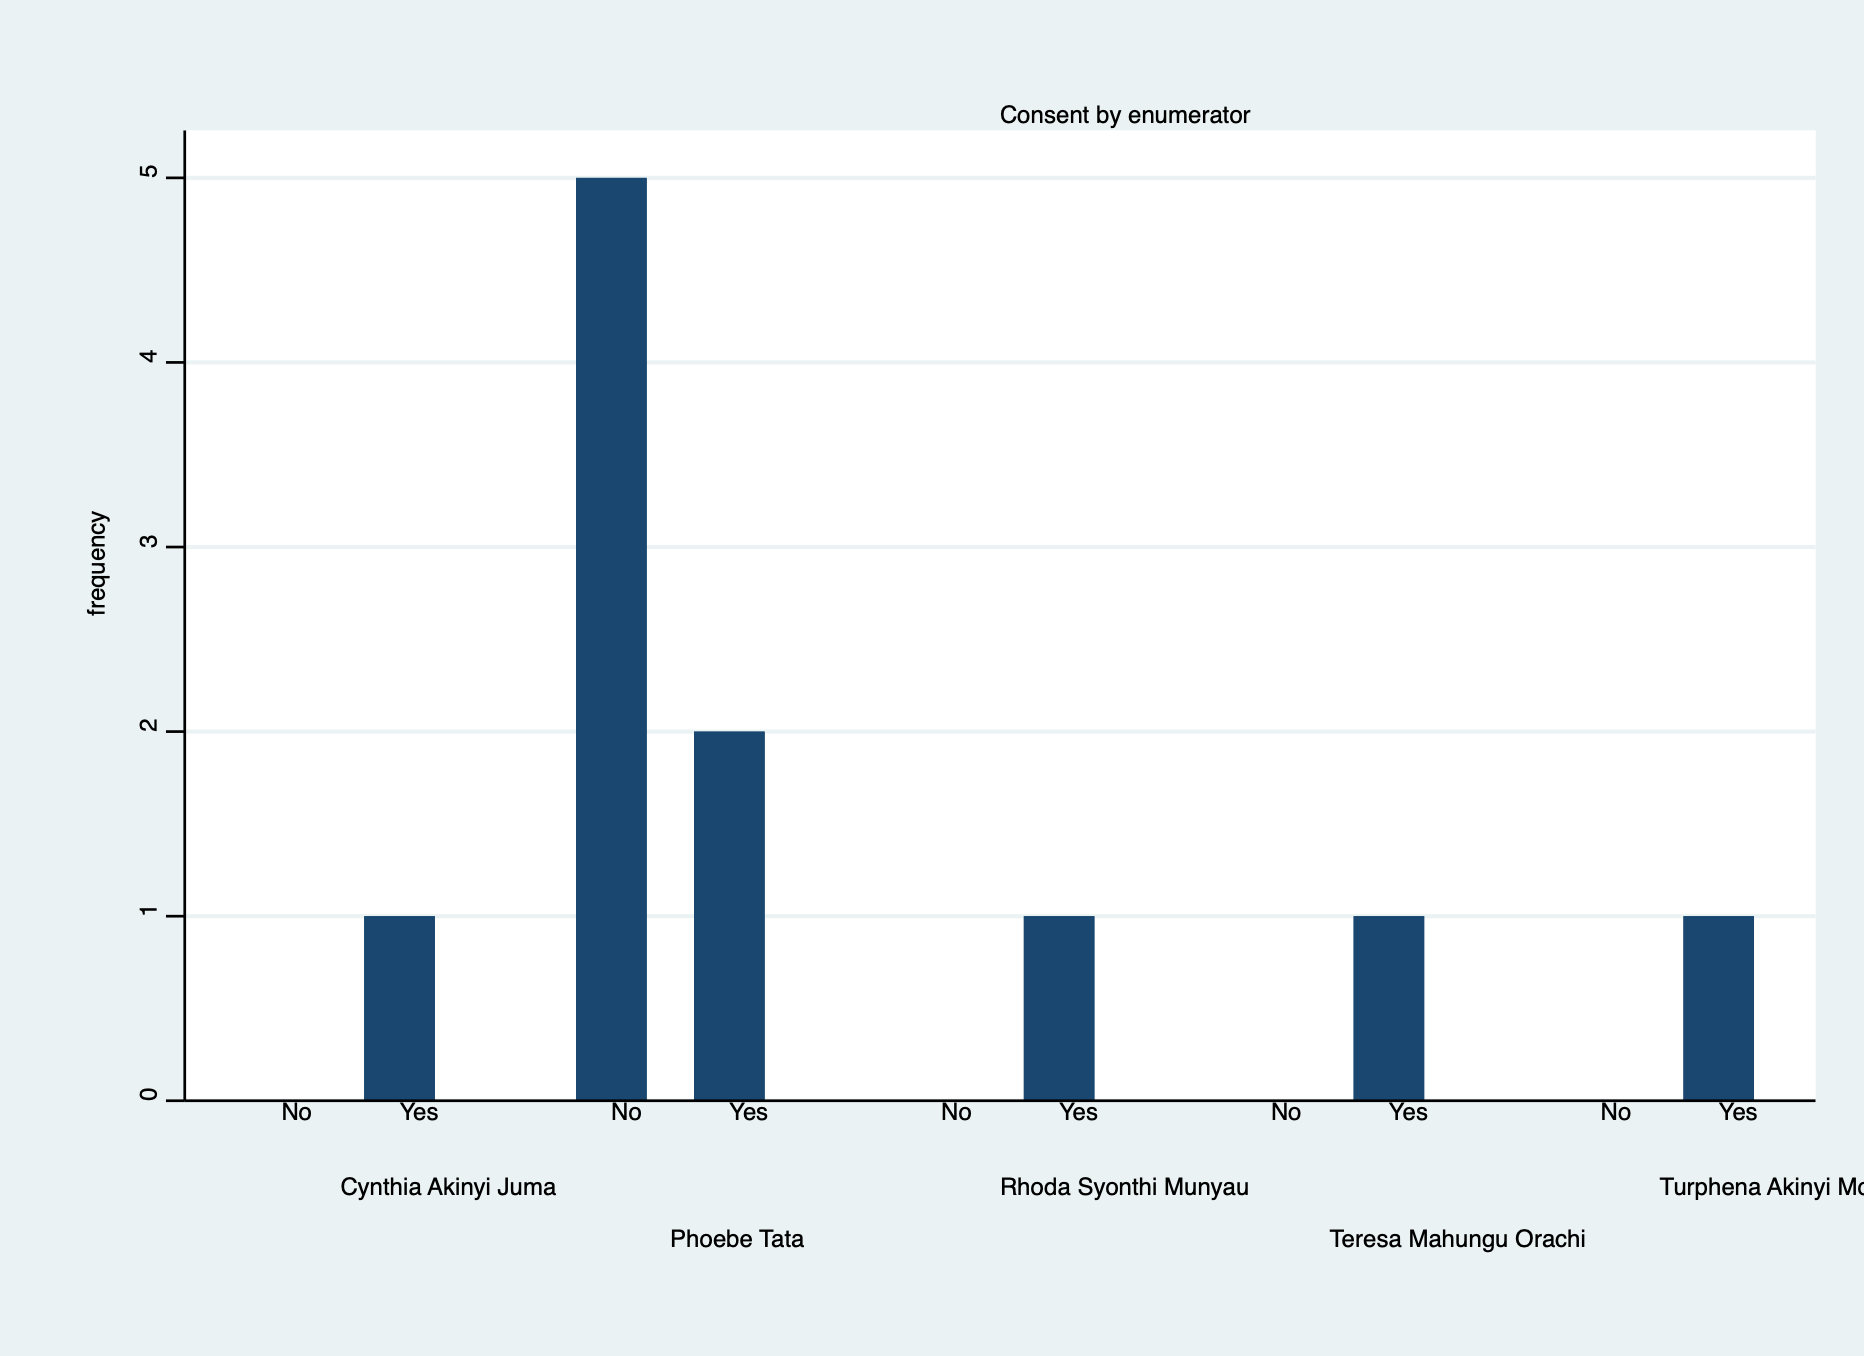 Consent by enumerator
frequency
5
4
3
2
1
0
No Yes No Yes No Yes No Yes No Yes
Cynthia Akinyi Juma Rhoda Syonthi Munyau Turphena Akinyi
Phoebe Tata Teresa Mahungu Orachi